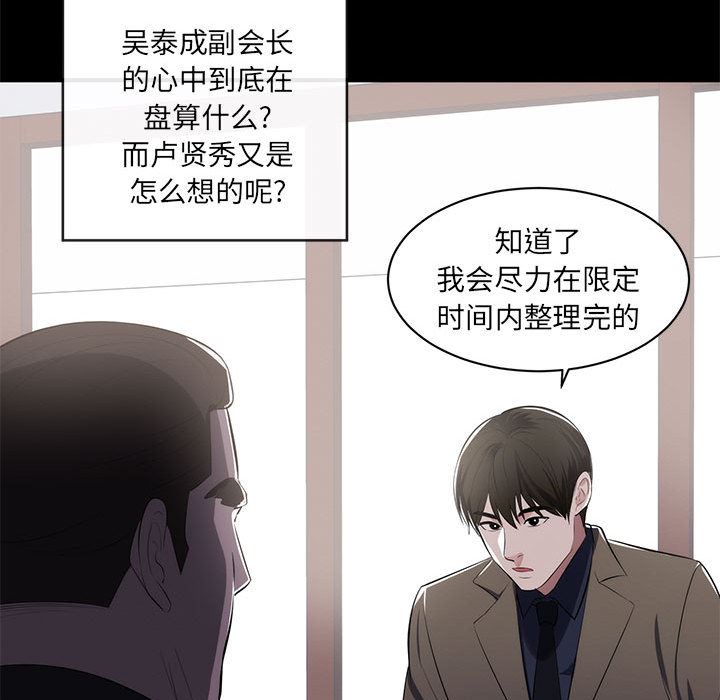 吴泰成副会长
的心中到底在
盘算什么?
而卢贤秀又是
怎么想的呢?
知道了
我会尽力在限定
时间内整理完的